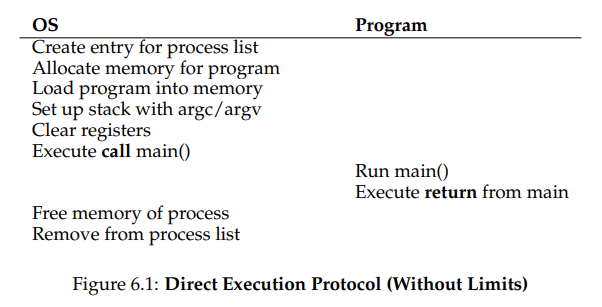 OS Program
Create entry for process list
Allocate memory for program
Load program into memory
Set up stack with argc/argv
Clear registers
Execute call main()
Run main()
Execute return from main
Free memory of process
Remove from process list
Figure 6.1: Direct Execution Protocol (Without Limits)